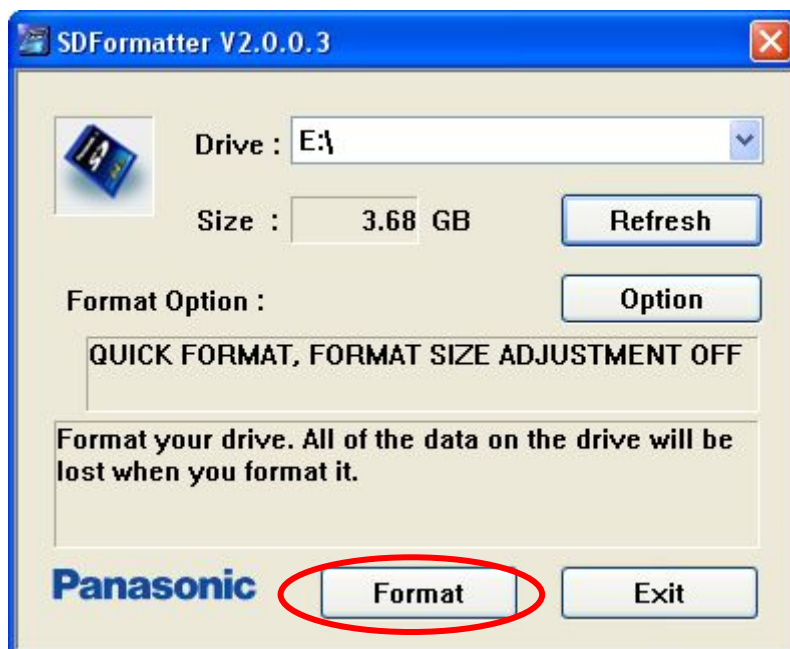 SDFormatter V2.0.0.3
Drive : E:\
Size : 3.68 GB
Refresh
Format Option :
Option
QUICK FORMAT, FORMAT SIZE ADJUSTMENT OFF
Format your drive. All of the data on the drive will be
lost when you format it.
Panasonic
Format
Exit